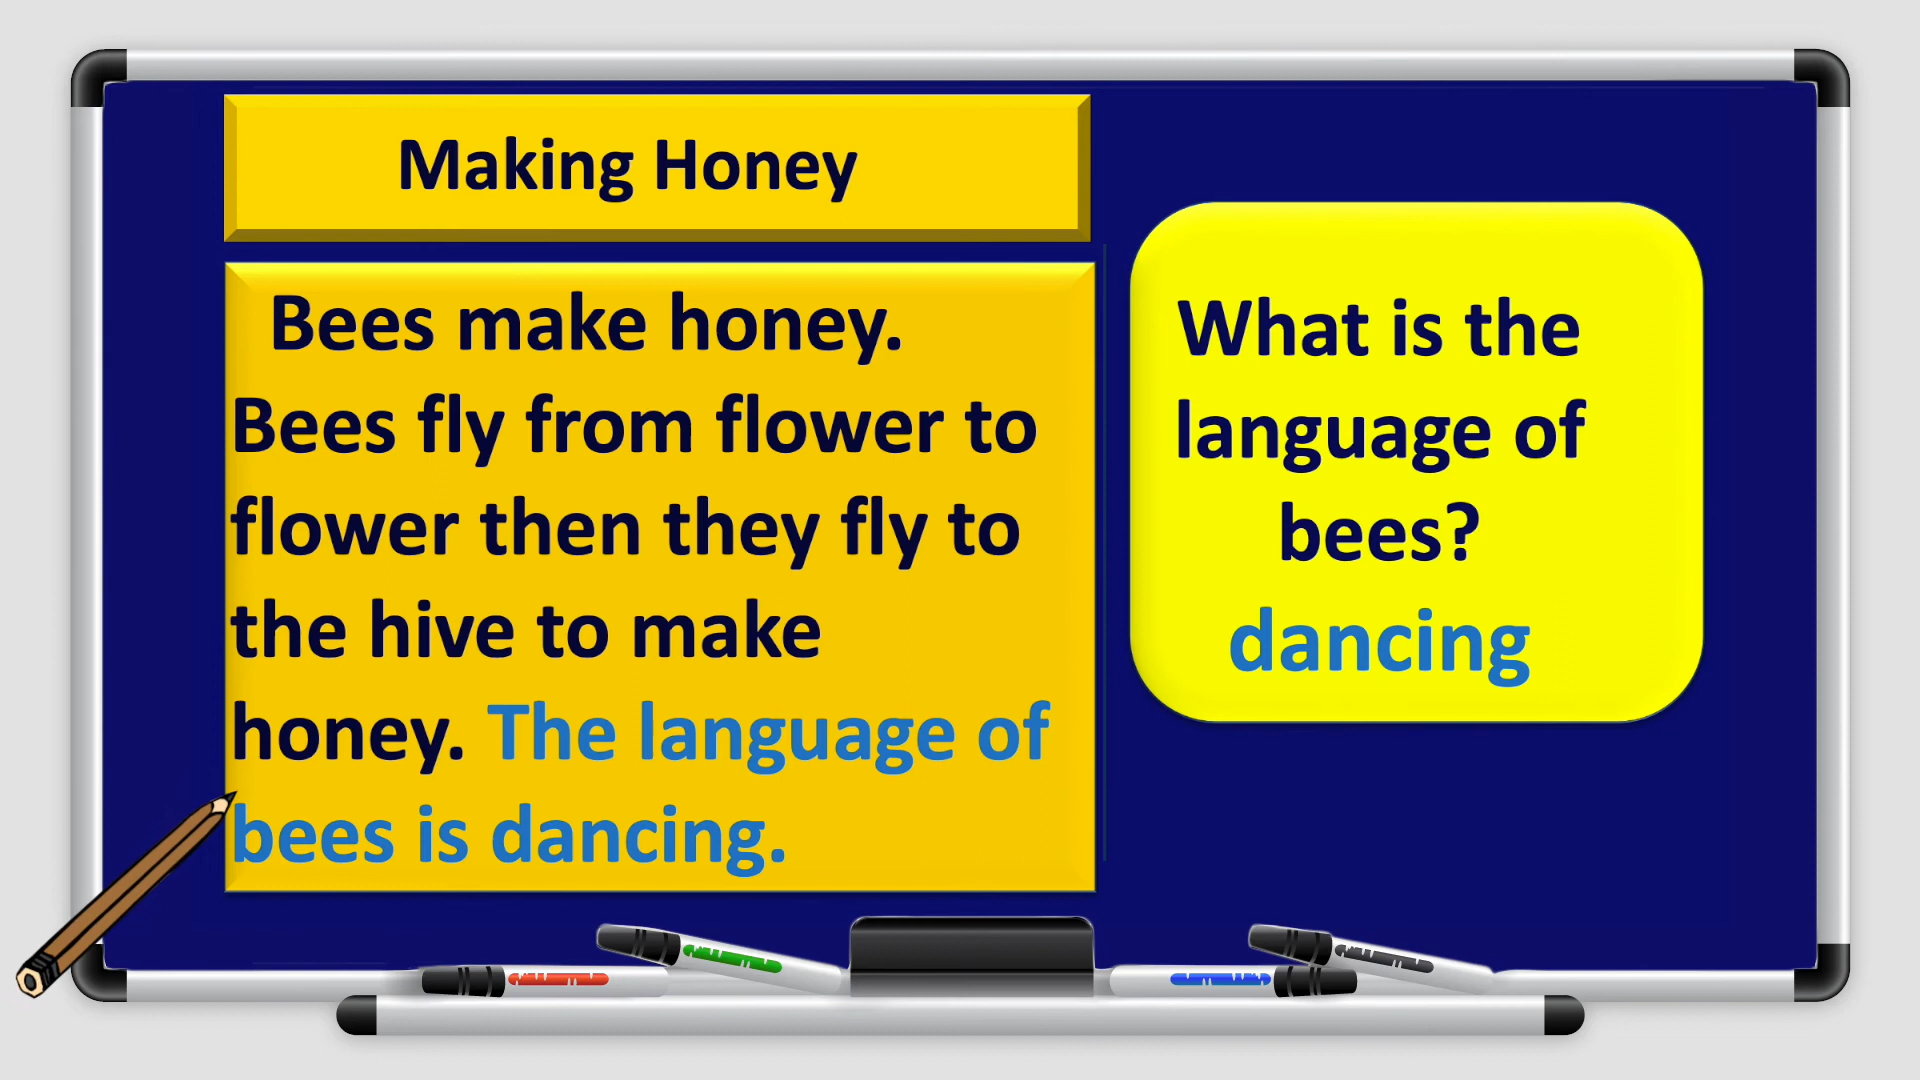 Making Honey
Bees make honey.
Bees fly from flower to
flower then they fly to
the hive to make
honey. The language of
bees is dancing.
What is the
language of
bees?
dancing